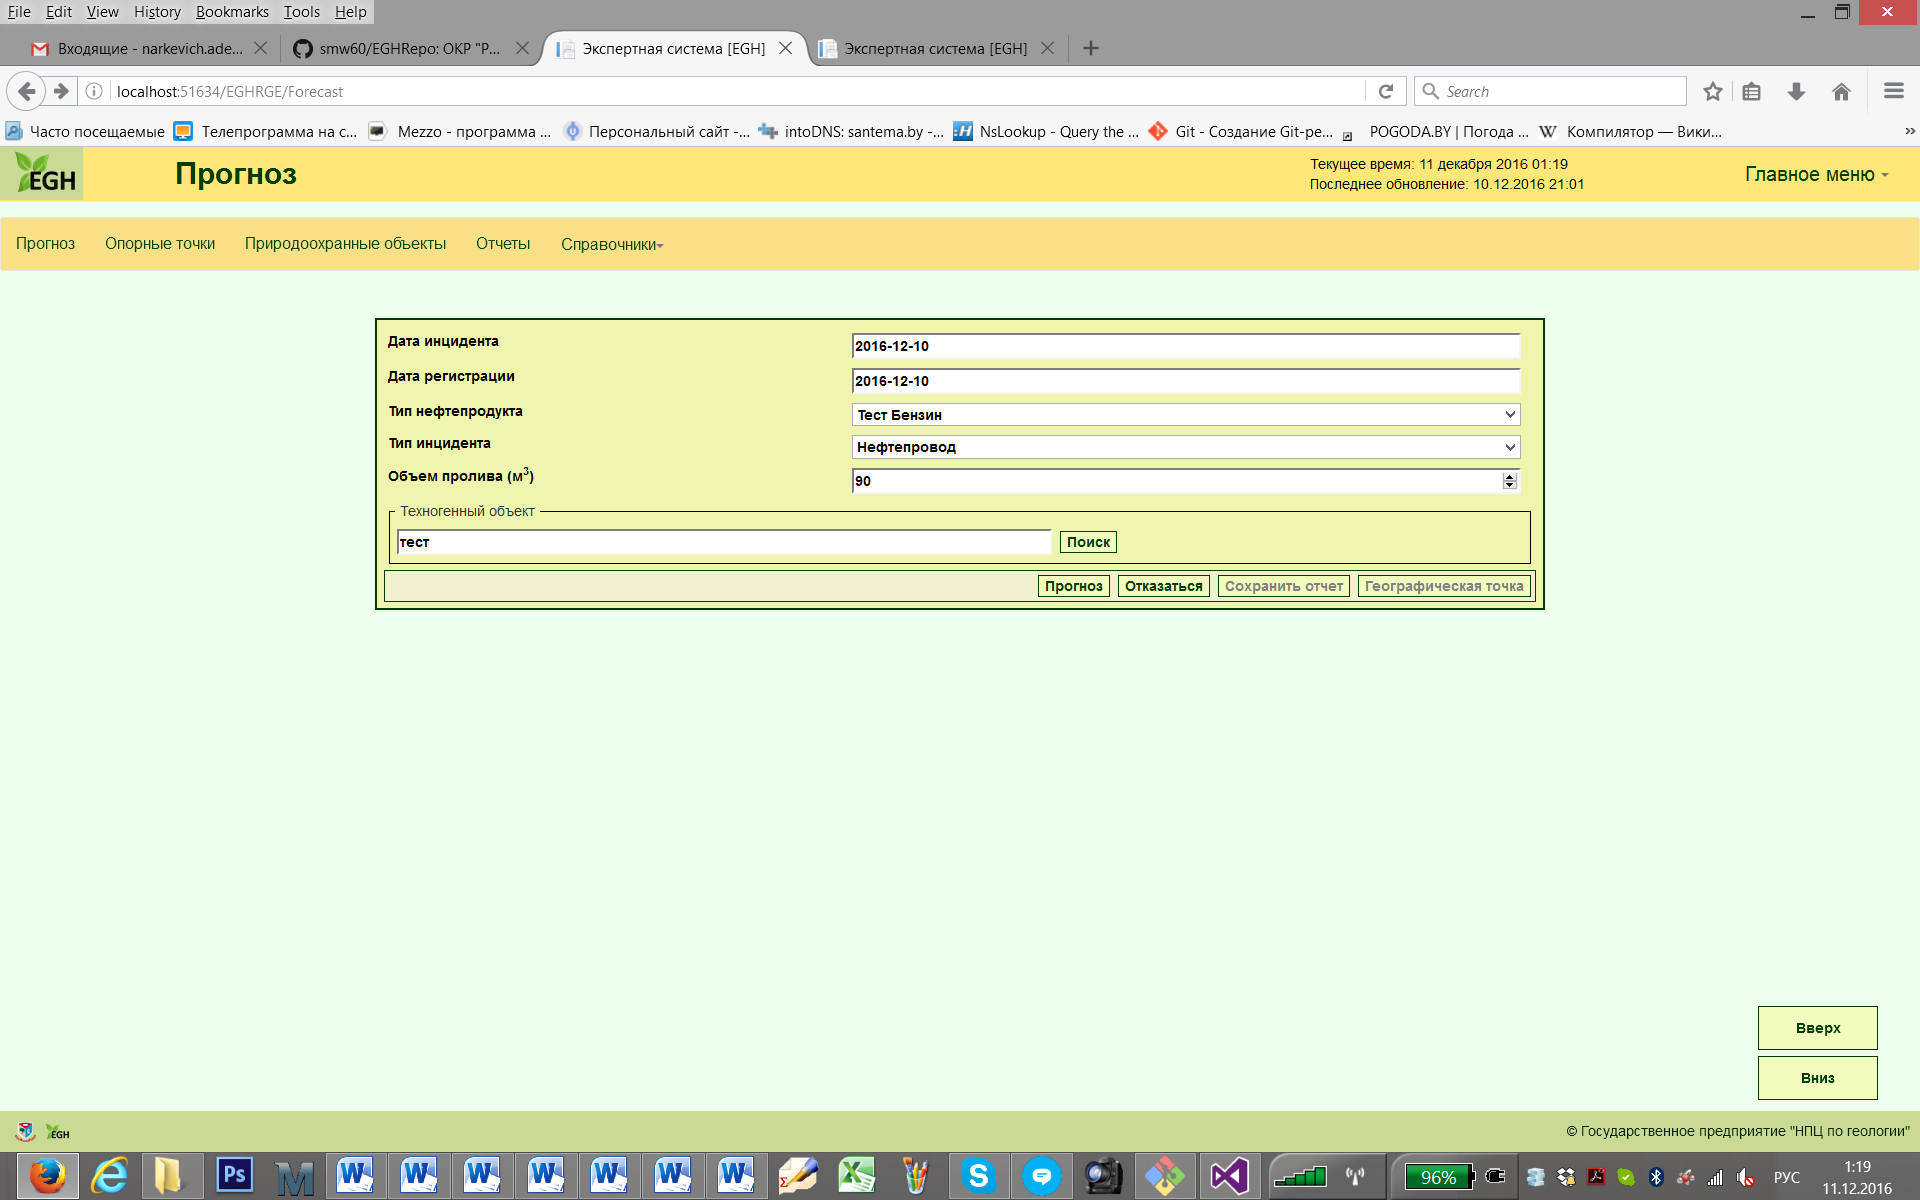 File Edit View History Bookmarks Tools Help
Входящие - narkevich.ade... smw60/EGHRepo: ОКР "Р... Экспертная система [EGH] Экспертная система [EGH]
localhost:51634/EGHRGE/Forecast Search
Часто посещаемые Телепрограмма на с... Mezzo - программа ... Персональный сайт -... intoDNS: santema.by -... NsLookup - Query the ... Git - Создание Git-ре... POGODA.BY | Погода ... Компилятор — Вики...
EGH Прогноз Текущее время: 11 декабря 2016 01:19
Последнее обновление: 10.12.2016 21:01
Главное меню
Прогноз Опорные точки Природоохранные объекты Отчеты Справочники
Дата инцидента 2016-12-10
Дата регистрации 2016-12-10
Тип нефтепродукта Тест Бензин
Тип инцидента Нефтепровод
Объем пролива (м³) 90
Техногенный объект
тест Поиск
Прогноз Отказаться Сохранить отчет Географическая точка
Вверх
Вниз
EGH © Государственное предприятие "НПЦ по геологии"
96% РУС 1:19
11.12.2016